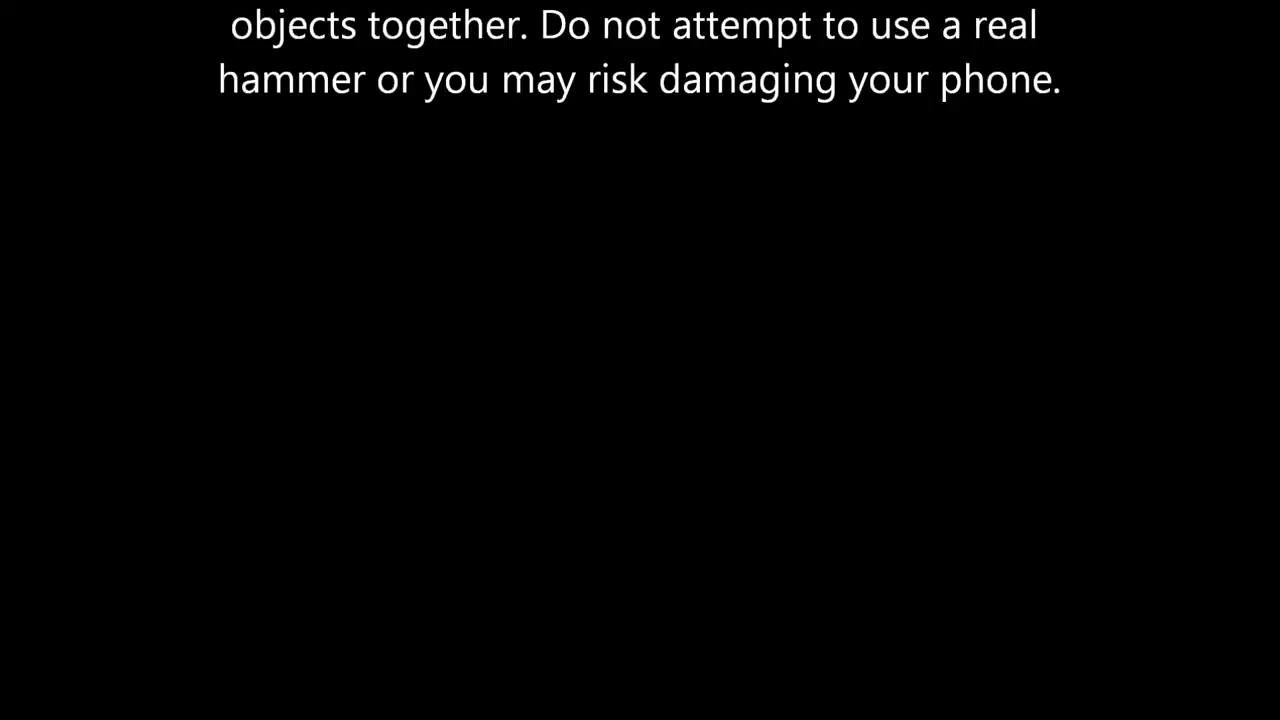 objects together. Do not attempt to use a real
hammer or you may risk damaging your phone.